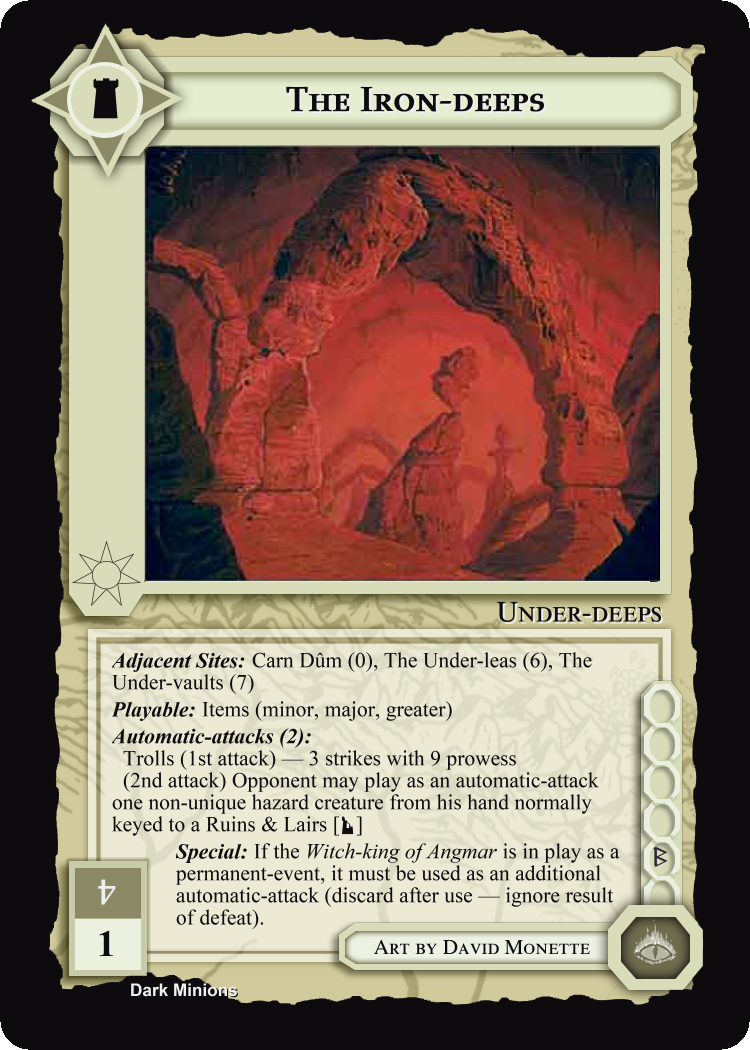 The Iron-deeps
Under-deeps
Adjacent Sites: Carn Dûm (0), The Under-leas (6), The
Under-vaults (7)
Playable: Items (minor, major, greater)
Automatic-attacks (2):
Trolls (1st attack) — 3 strikes with 9 prowess
(2nd attack) Opponent may play as an automatic-attack
one non-unique hazard creature from his hand normally
keyed to a Ruins & Lairs [ ]
Special: If the Witch-king of Angmar is in play as a
permanent-event, it must be used as an additional
automatic-attack (discard after use — ignore result
of defeat).
4
1
Art by David Monette
Dark Minions